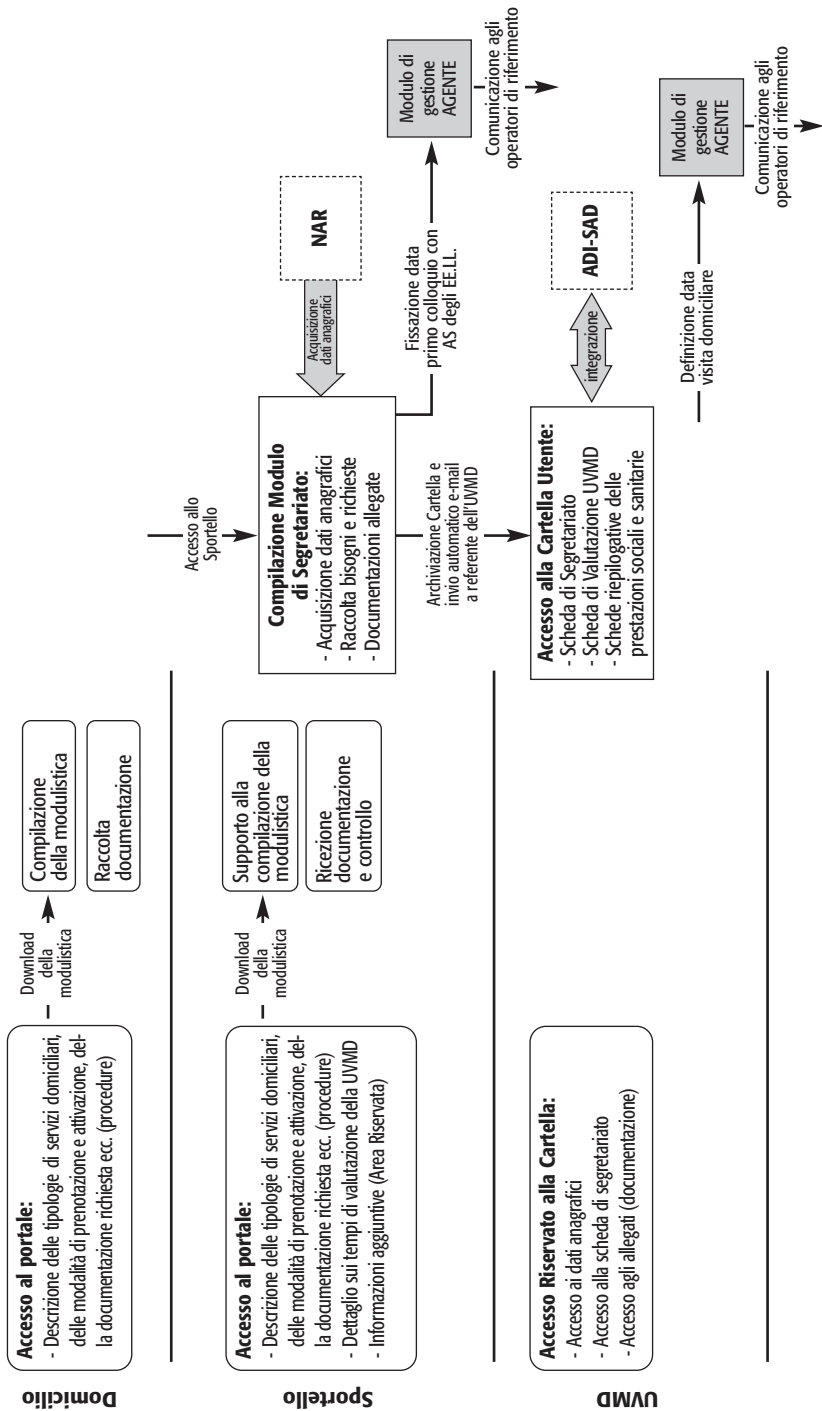 Domicilio
Accesso al portale:
- Descrizione delle tipologie di servizi domiciliari,
delle modalità di prenotazione e attivazione, del-
la documentazione richiesta ecc. (procedure)
Download
della
modulistica
Compilazione
della modulistica
Raccolta
documentazione
Sportello
Accesso al portale:
- Descrizione delle tipologie di servizi domiciliari,
delle modalità di prenotazione e attivazione, del-
la documentazione richiesta ecc. (procedure)
- Dettaglio sui tempi di valutazione della UVMD
- Informazioni aggiuntive (Area Riservata)
Download
della
modulistica
Supporto alla
compilazione della
modulistica
Ricezione
documentazione
e controllo
Accesso allo
Sportello
Compilazione Modulo
di Segretariato:
- Acquisizione dati anagrafici
- Raccolta bisogni e richieste
- Documentazioni allegate
Acquisizione
dati anagrafici
NAR
Fissazione data
primo colloquio con
AS degli EE.LL.
Modulo di
gestione
AGENTE
Comunicazione agli
operatori di riferimento
Archiviazione Cartella e
invio automatico e-mail
a referente dell'UVMD
UVMD
Accesso Riservato alla Cartella:
- Accesso ai dati anagrafici
- Accesso alla scheda di segretariato
- Accesso agli allegati (documentazione)
Accesso alla Cartella Utente:
- Scheda di Segretariato
- Scheda di Valutazione UVMD
- Schede riepilogative delle
prestazioni sociali e sanitarie
integrazione
ADI-SAD
Definizione data
visita domiciliare
Modulo di
gestione
AGENTE
Comunicazione agli
operatori di riferimento